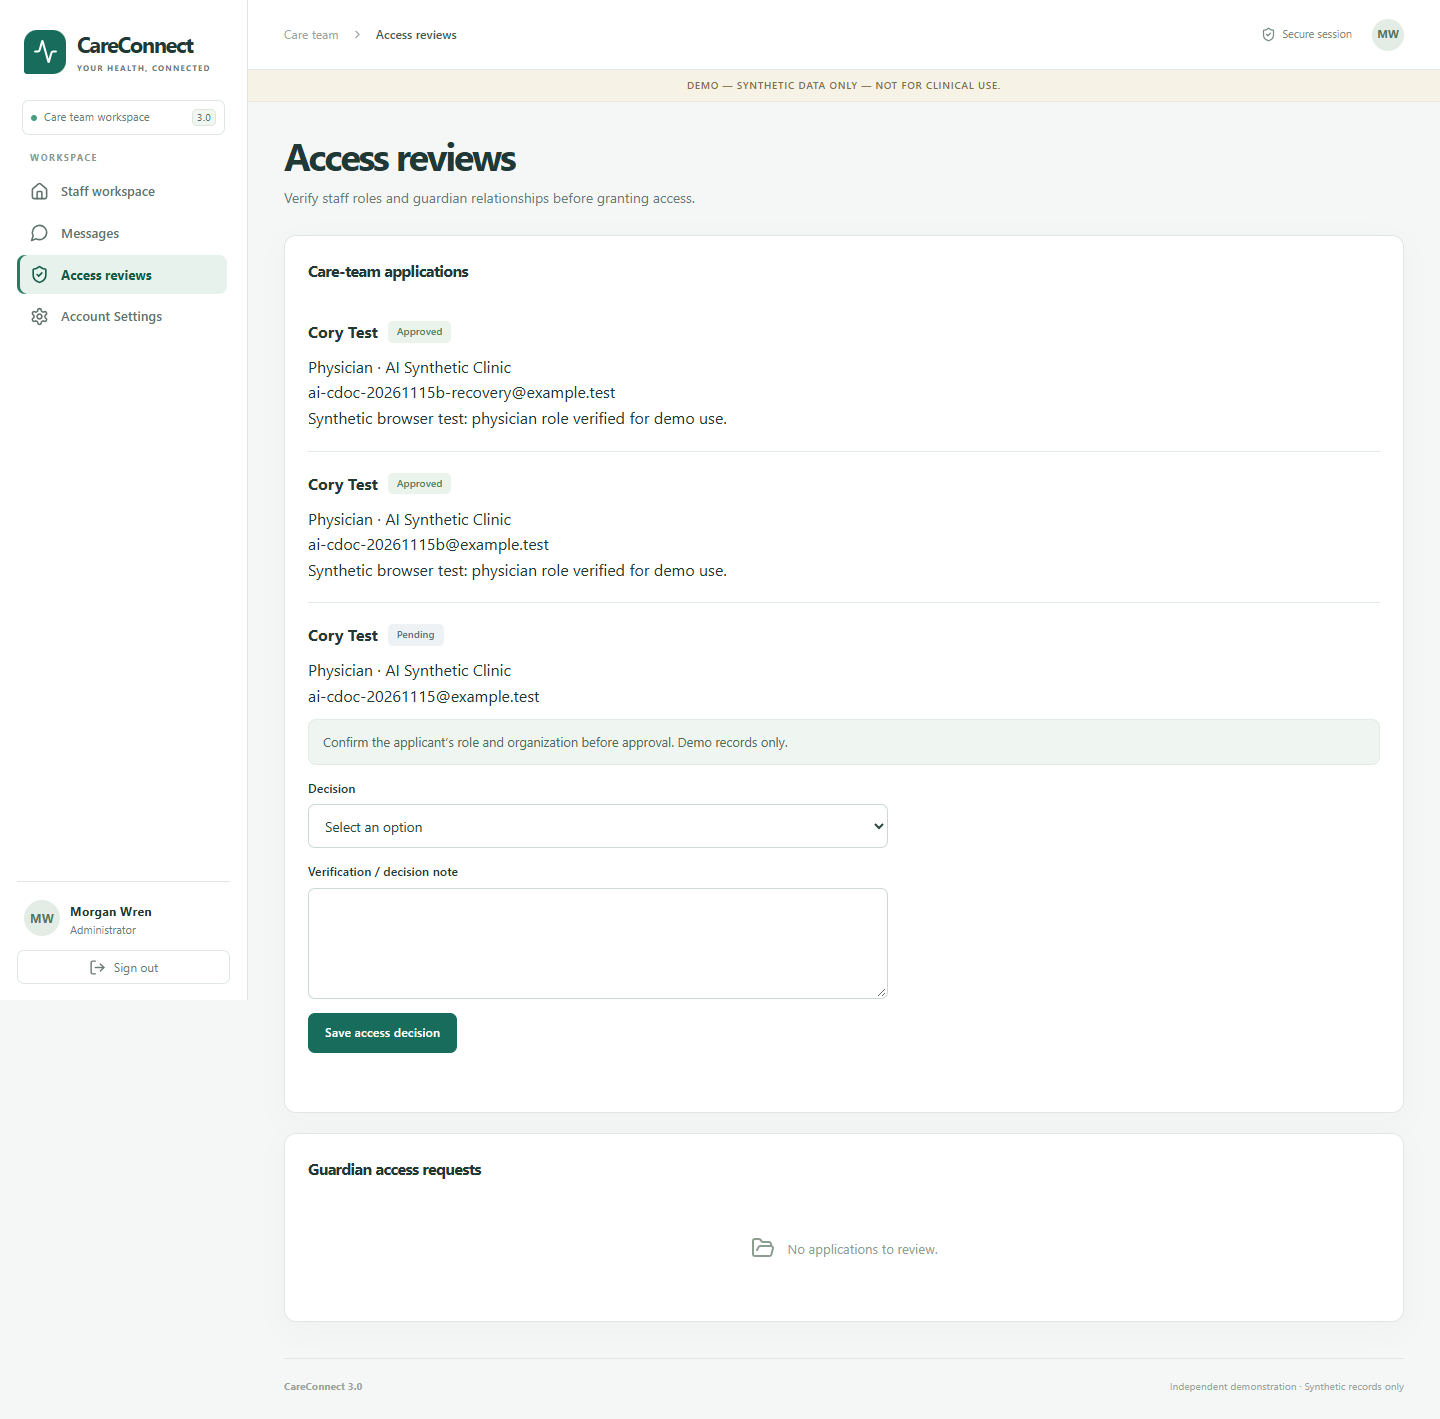 CareConnect
YOUR HEALTH, CONNECTED
Care team workspace 3.0
WORKSPACE
Staff workspace
Messages
Access reviews
Account Settings
MW
Morgan Wren
Administrator
Sign out
Care team > Access reviews
Secure session MW
DEMO — SYNTHETIC DATA ONLY — NOT FOR CLINICAL USE.
Access reviews
Verify staff roles and guardian relationships before granting access.
Care-team applications
Cory Test Approved
Physician · AI Synthetic Clinic
ai-cdoc-20261115b-recovery@example.test
Synthetic browser test: physician role verified for demo use.
Cory Test Approved
Physician · AI Synthetic Clinic
ai-cdoc-20261115b@example.test
Synthetic browser test: physician role verified for demo use.
Cory Test Pending
Physician · AI Synthetic Clinic
ai-cdoc-20261115@example.test
Confirm the applicant's role and organization before approval. Demo records only.
Decision
Select an option
Verification / decision note
Save access decision
Guardian access requests
No applications to review.
CareConnect 3.0
Independent demonstration · Synthetic records only